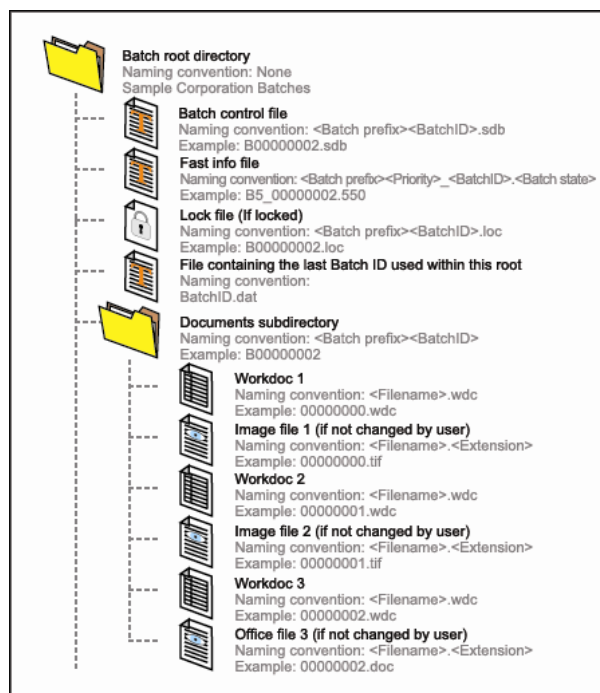 Batch root directory
Naming convention: None
Sample Corporation Batches
Batch control file
Naming convention: <Batch prefix><BatchID>.sdb
Example: B00000002.sdb
Fast info file
Naming convention: <Batch prefix><Priority>_<BatchID>.<Batch state>
Example: B5_00000002.550
Lock file (If locked)
Naming convention: <Batch prefix><BatchID>.loc
Example: B00000002.loc
File containing the last Batch ID used within this root
Naming convention:
BatchID.dat
Documents subdirectory
Naming convention: <Batch prefix><BatchID>
Example: B00000002
Workdoc 1
Naming convention: <Filename>.wdc
Example: 00000000.wdc
Image file 1 (if not changed by user)
Naming convention: <Filename>.<Extension>
Example: 00000000.tif
Workdoc 2
Naming convention: <Filename>.wdc
Example: 00000001.wdc
Image file 2 (if not changed by user)
Naming convention: <Filename>.<Extension>
Example: 00000001.tif
Workdoc 3
Naming convention: <Filename>.wdc
Example: 00000002.wdc
Office file 3 (if not changed by user)
Naming convention: <Filename>.<Extension>
Example: 00000002.doc